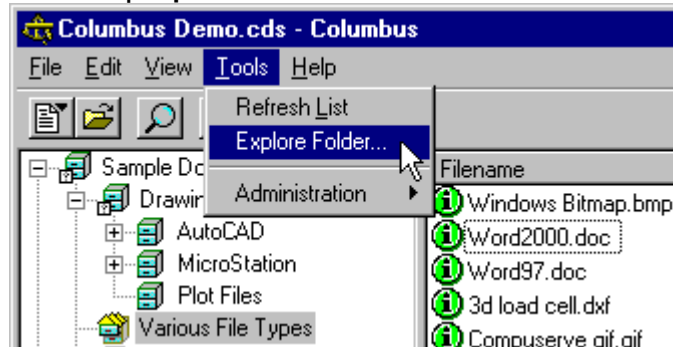 Columbus Demo.cds - Columbus
File Edit View Tools Help
Refresh List
Explore Folder...
Administration
Sample Do
Drawin
AutoCAD
MicroStation
Plot Files
Various File Types
Filename
Windows Bitmap.bmp
Word2000.doc
Word97.doc
3d load cell.dxf
Compuserve gif.gif